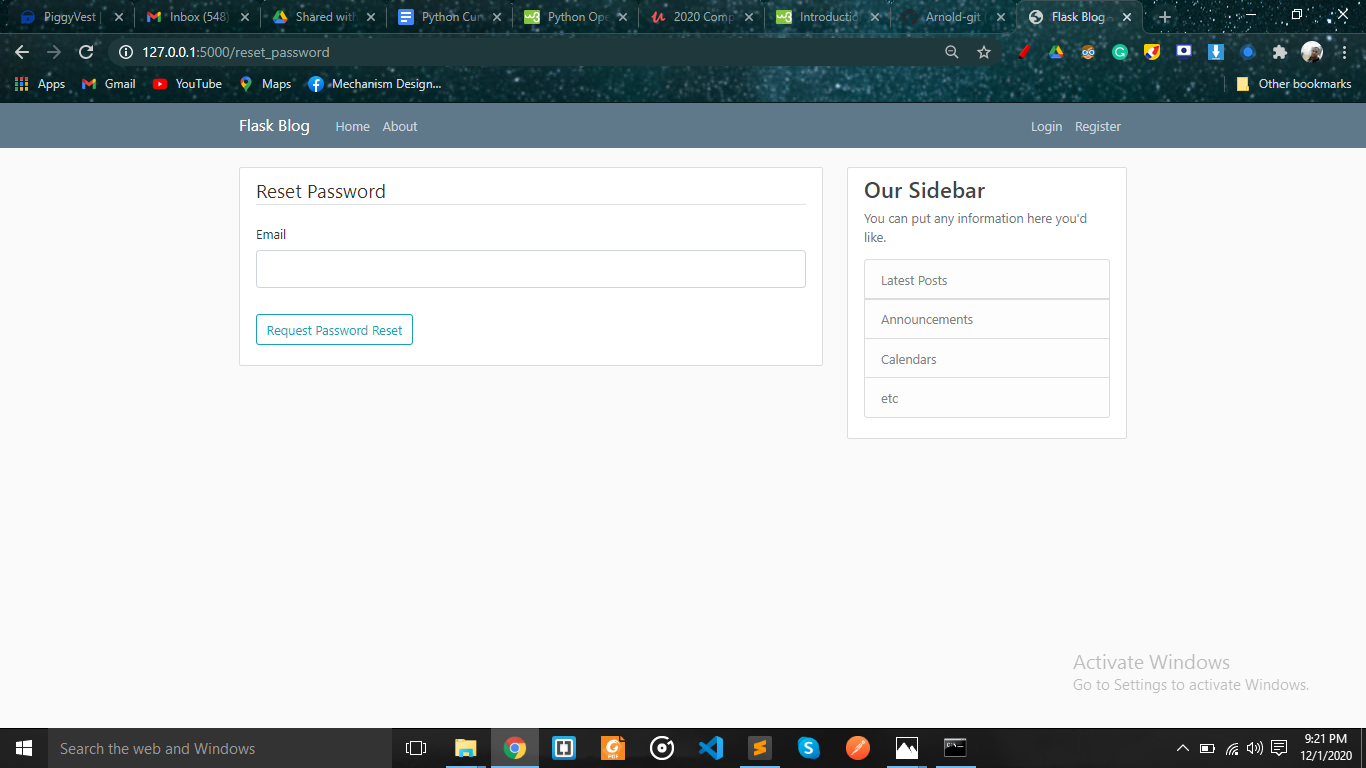 PiggyVest |
Inbox (548)
Shared with
Python Cur
Python Ope
2020 Comp
Introductio
Arnold-git
Flask Blog
127.0.0.1:5000/reset_password
Apps
Gmail
YouTube
Maps
Mechanism Design...
Other bookmarks
Flask Blog
Home
About
Login
Register
Reset Password
Email
Request Password Reset
Our Sidebar
You can put any information here you'd
like.
Latest Posts
Announcements
Calendars
etc
Activate Windows
Go to Settings to activate Windows.
Search the web and Windows
9:21 PM
12/1/2020